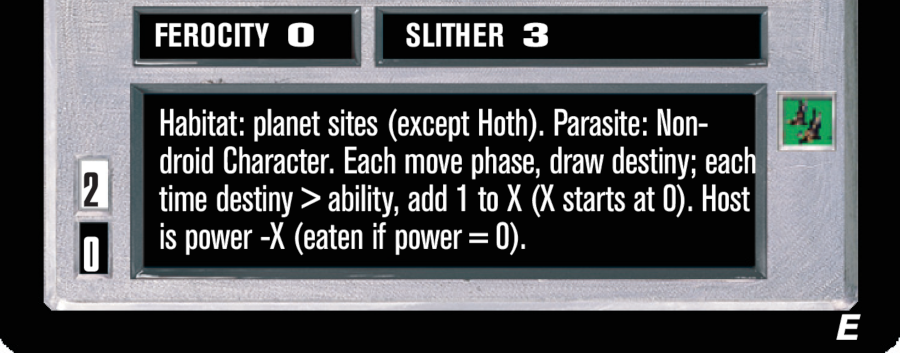 FEROCITY 0 SLITHER 3
Habitat: planet sites (except Hoth). Parasite: Non-
droid Character. Each move phase, draw destiny; each
time destiny > ability, add 1 to X (X starts at 0). Host
is power -X (eaten if power = 0).
2
0
E